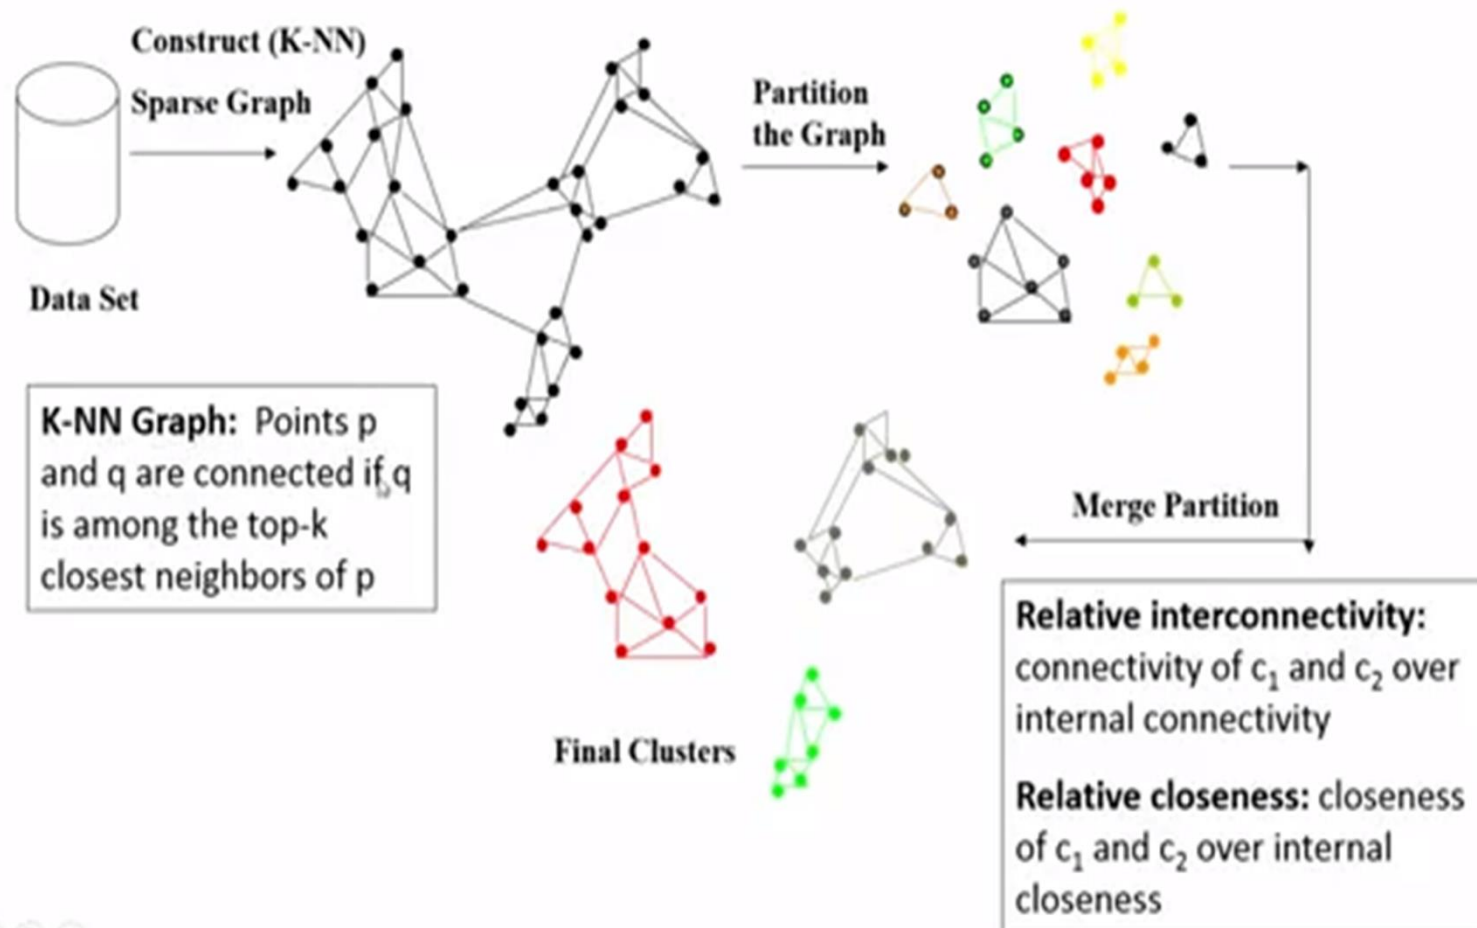 Construct (K-NN)
Sparse Graph
Data Set
Partition
the Graph
K-NN Graph: Points p
and q are connected if q
is among the top-k
closest neighbors of p
Merge Partition
Final Clusters
Relative interconnectivity:
connectivity of c₁ and c₂ over
internal connectivity
Relative closeness: closeness
of c₁ and c₂ over internal
closeness